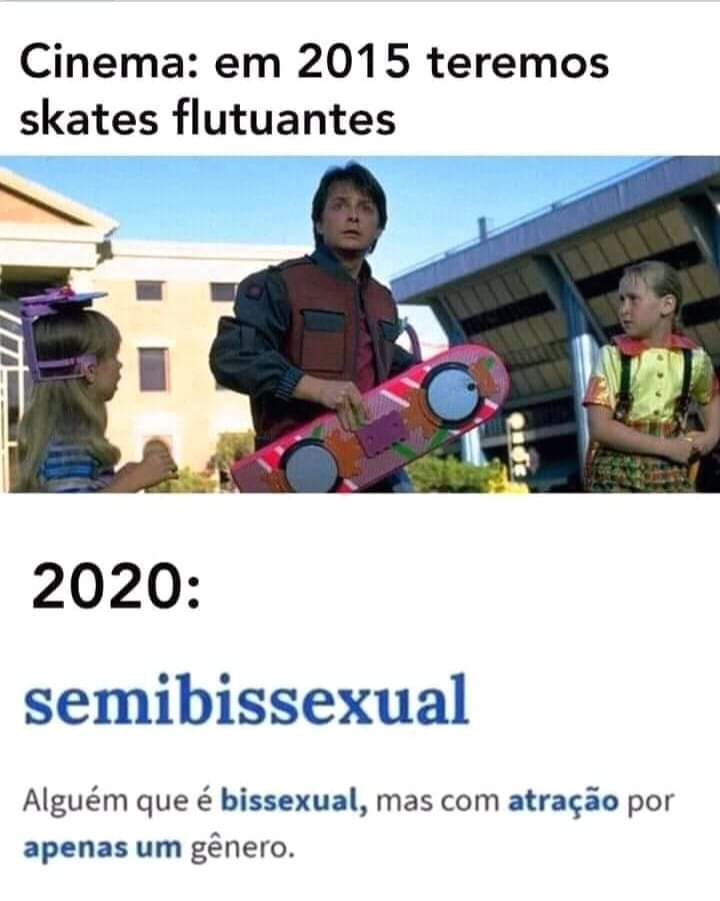 Cinema: em 2015 teremos
skates flutuantes
2020:
semibissexual
Alguém que é bissexual, mas com atração por
apenas um gênero.